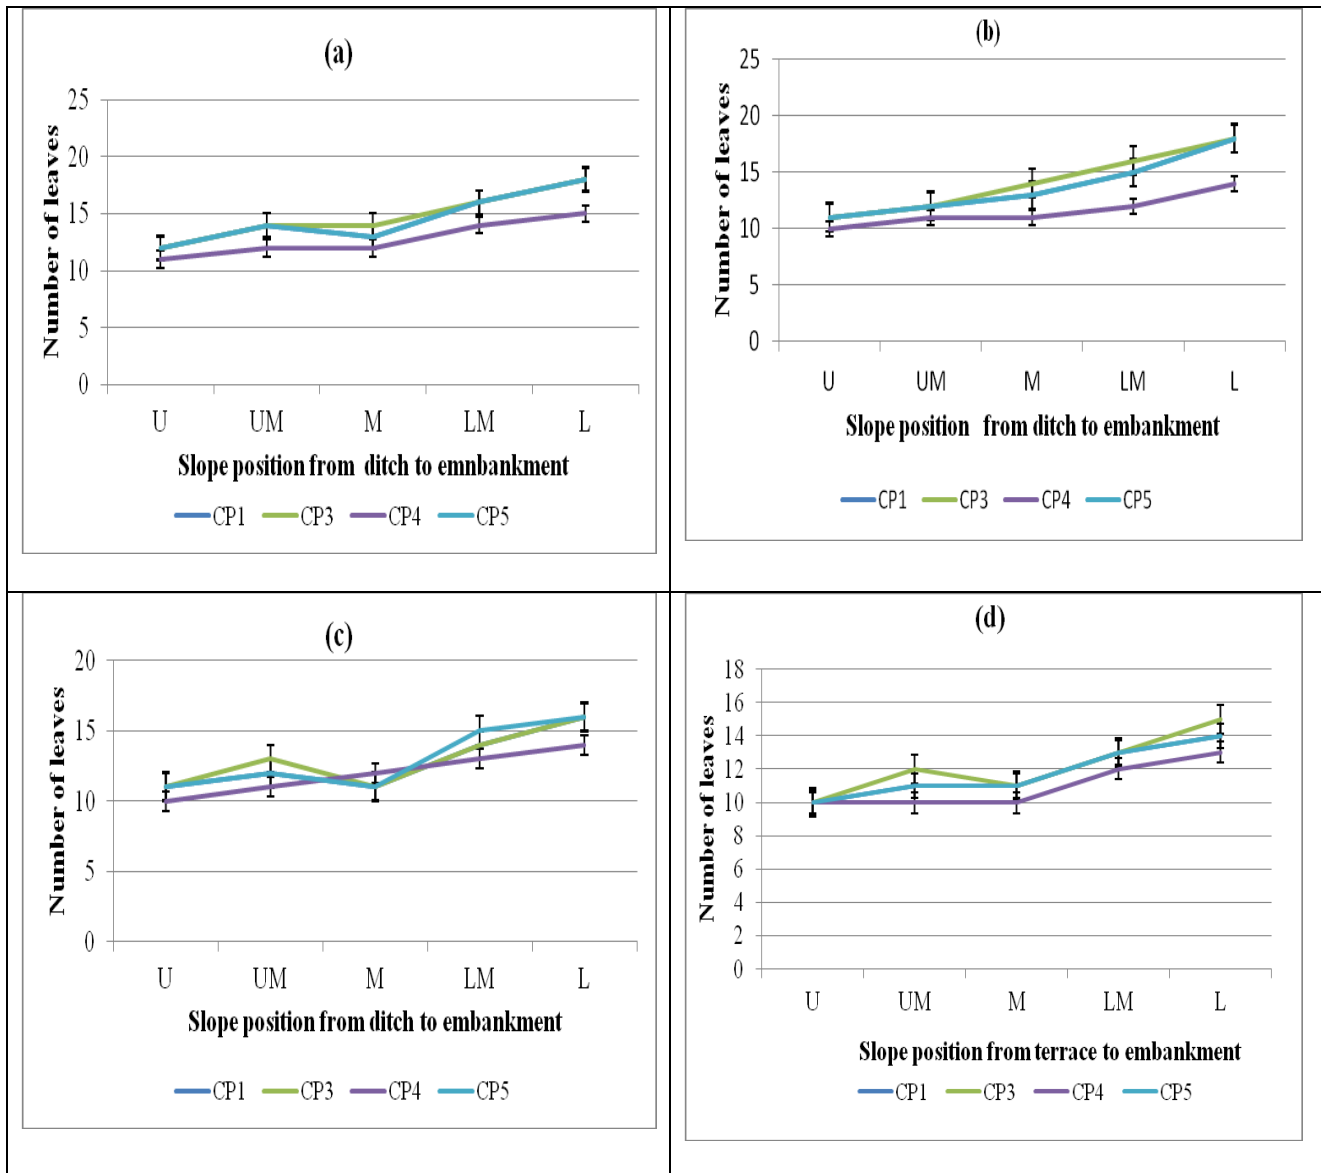 (a)
Number of leaves
25
20
15
10
5
0
U UM M LM L
Slope position from ditch to emnbankment
CP1 CP3 CP4 CP5
(b)
Number of leaves
25
20
15
10
5
0
U UM M LM L
Slope position from ditch to embankment
CP1 CP3 CP4 CP5
(c)
Number of leaves
20
15
10
5
0
U UM M LM L
Slope position from ditch to embankment
CP1 CP3 CP4 CP5
(d)
Number of leaves
18
16
14
12
10
8
6
4
2
0
U UM M LM L
Slope position from terrace to embankment
CP1 CP3 CP4 CP5